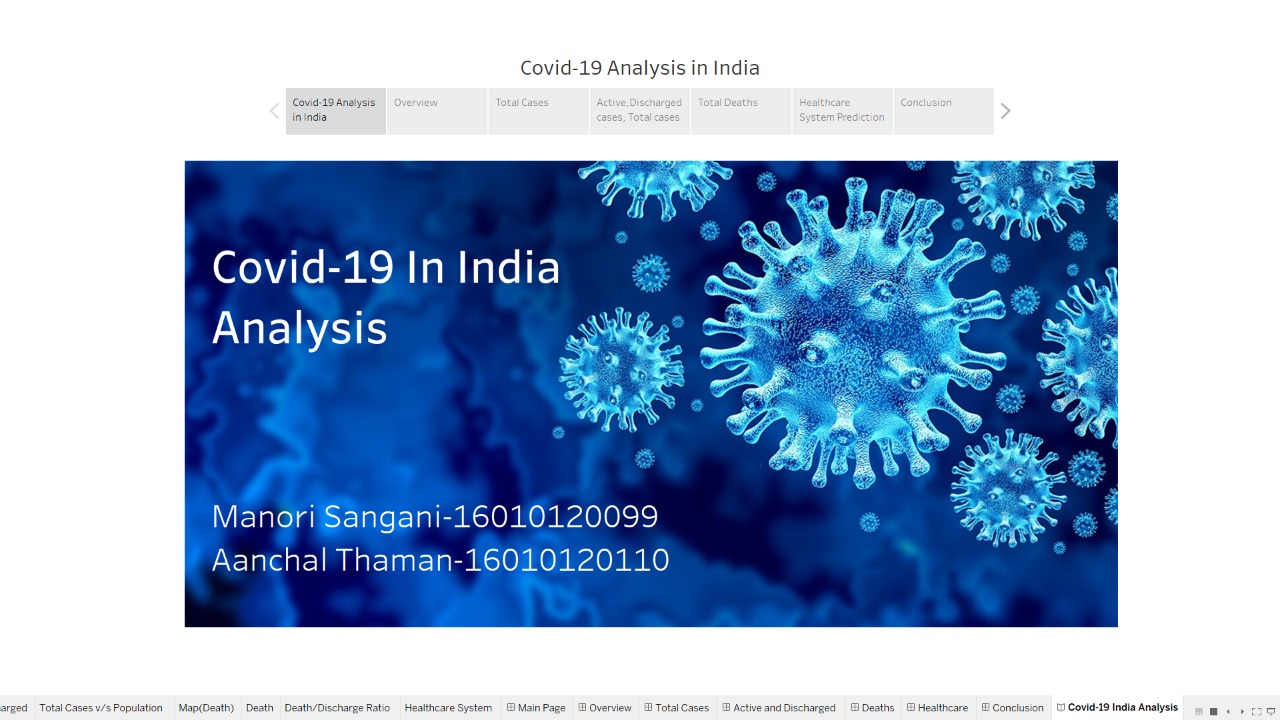 Covid-19 Analysis in India
Covid-19 Analysis
in india
Overview
Total Cases
Active,Discharged
cases, Total cases
Total Deaths
Healthcare
System Prediction
Conclusion
Covid-19 In India
Analysis
Manori Sangani-16010120099
Aanchal Thaman-16010120110
arged
Total Cases v/s Population
Map(Death)
Death
Death/Discharge Ratio
Healthcare System
Main Page
Overview
Total Cases
Active and Discharged
Deaths
Healthcare
Conclusion
Covid-19 India Analysis